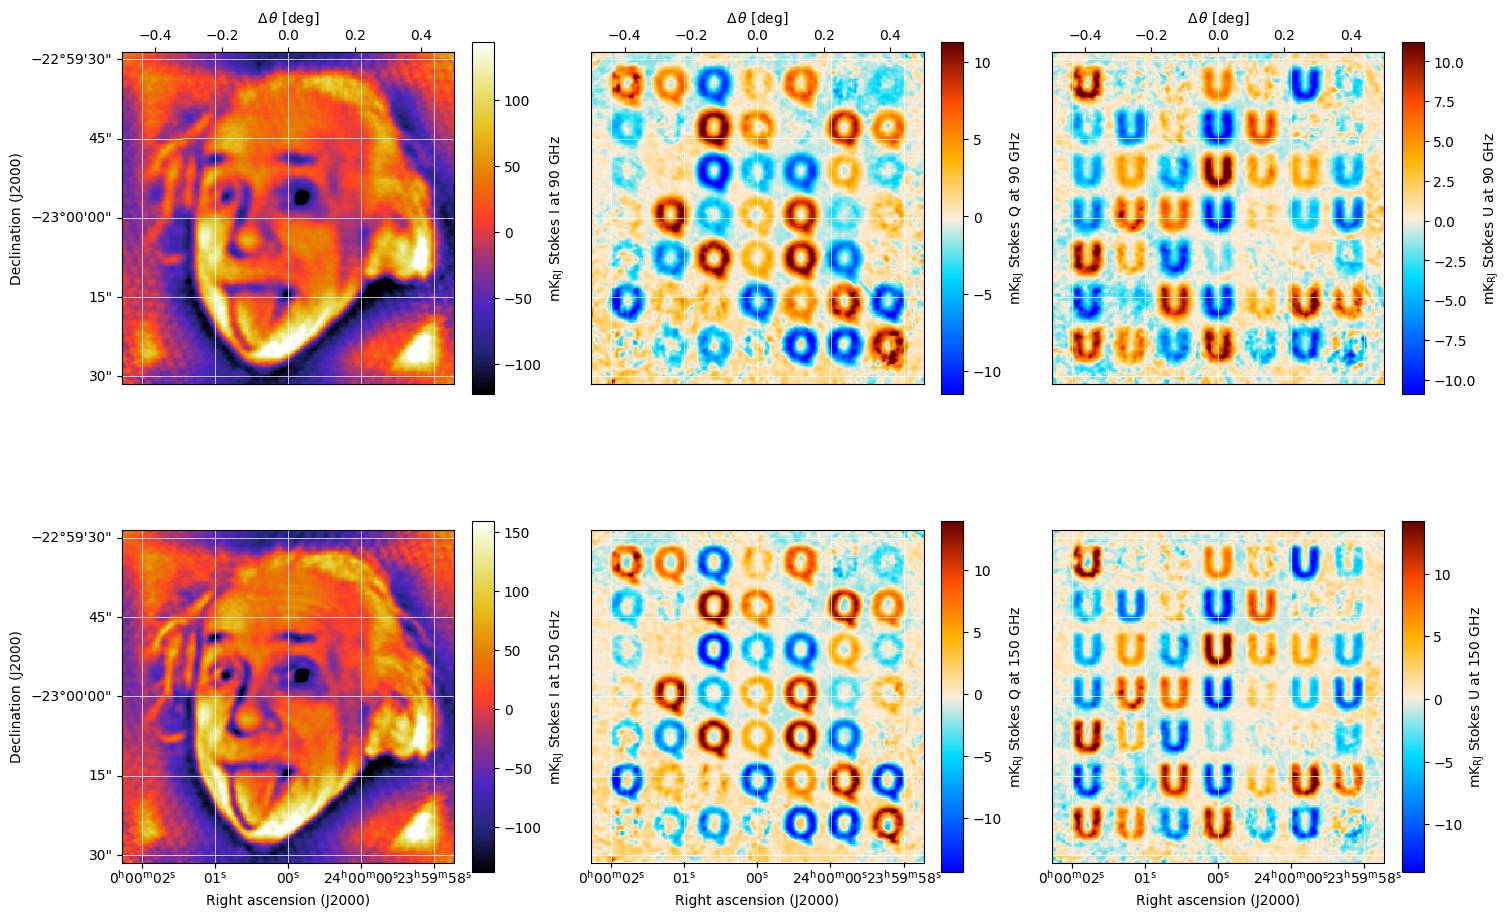 Δ θ [deg] Δ θ [deg] Δ θ [deg]
−0.4 −0.2 0.0 0.2 0.4 −0.4 −0.2 0.0 0.2 0.4 −0.4 −0.2 0.0 0.2 0.4
−22°59'30"
45"
−23°00'00"
15"
30"
Declination (J2000)
100
50
0
−50
−100
mK_RJ Stokes I at 90 GHz
Q Q Q Q Q Q Q
Q Q Q Q Q Q Q
Q Q Q Q Q Q
Q Q Q Q Q Q
Q Q Q Q Q Q Q
Q Q Q Q Q Q Q
Q Q Q Q Q Q Q
10
5
0
−5
−10
mK_RJ Stokes Q at 90 GHz
U U U U U U
U U U U U
U U U U U U U
U U U U U U U
U U U U U
U U U U U U U
U U U U U U U
10.0
7.5
5.0
2.5
0.0
−2.5
−5.0
−7.5
−10.0
mK_RJ Stokes U at 90 GHz
−22°59'30"
45"
−23°00'00"
15"
30"
Declination (J2000)
150
100
50
0
−50
−100
mK_RJ Stokes I at 150 GHz
Q Q Q Q Q Q Q
Q Q Q Q Q Q Q
Q Q Q Q Q Q
Q Q Q Q Q Q
Q Q Q Q Q Q Q
Q Q Q Q Q Q Q
Q Q Q Q Q Q Q
10
5
0
−5
−10
mK_RJ Stokes Q at 150 GHz
U U U U U U
U U U U U
U U U U U U U
U U U U U U U
U U U U U
U U U U U U U
U U U U U U U
10
5
0
−5
−10
mK_RJ Stokes U at 150 GHz
0ʰ00ᵐ02ˢ 01ˢ 00ˢ 24ʰ00ᵐ00ˢ 23ʰ59ᵐ58ˢ 0ʰ00ᵐ02ˢ 01ˢ 00ˢ 24ʰ00ᵐ00ˢ 23ʰ59ᵐ58ˢ 0ʰ00ᵐ02ˢ 01ˢ 00ˢ 24ʰ00ᵐ00ˢ 23ʰ59ᵐ58ˢ
Right ascension (J2000) Right ascension (J2000) Right ascension (J2000)